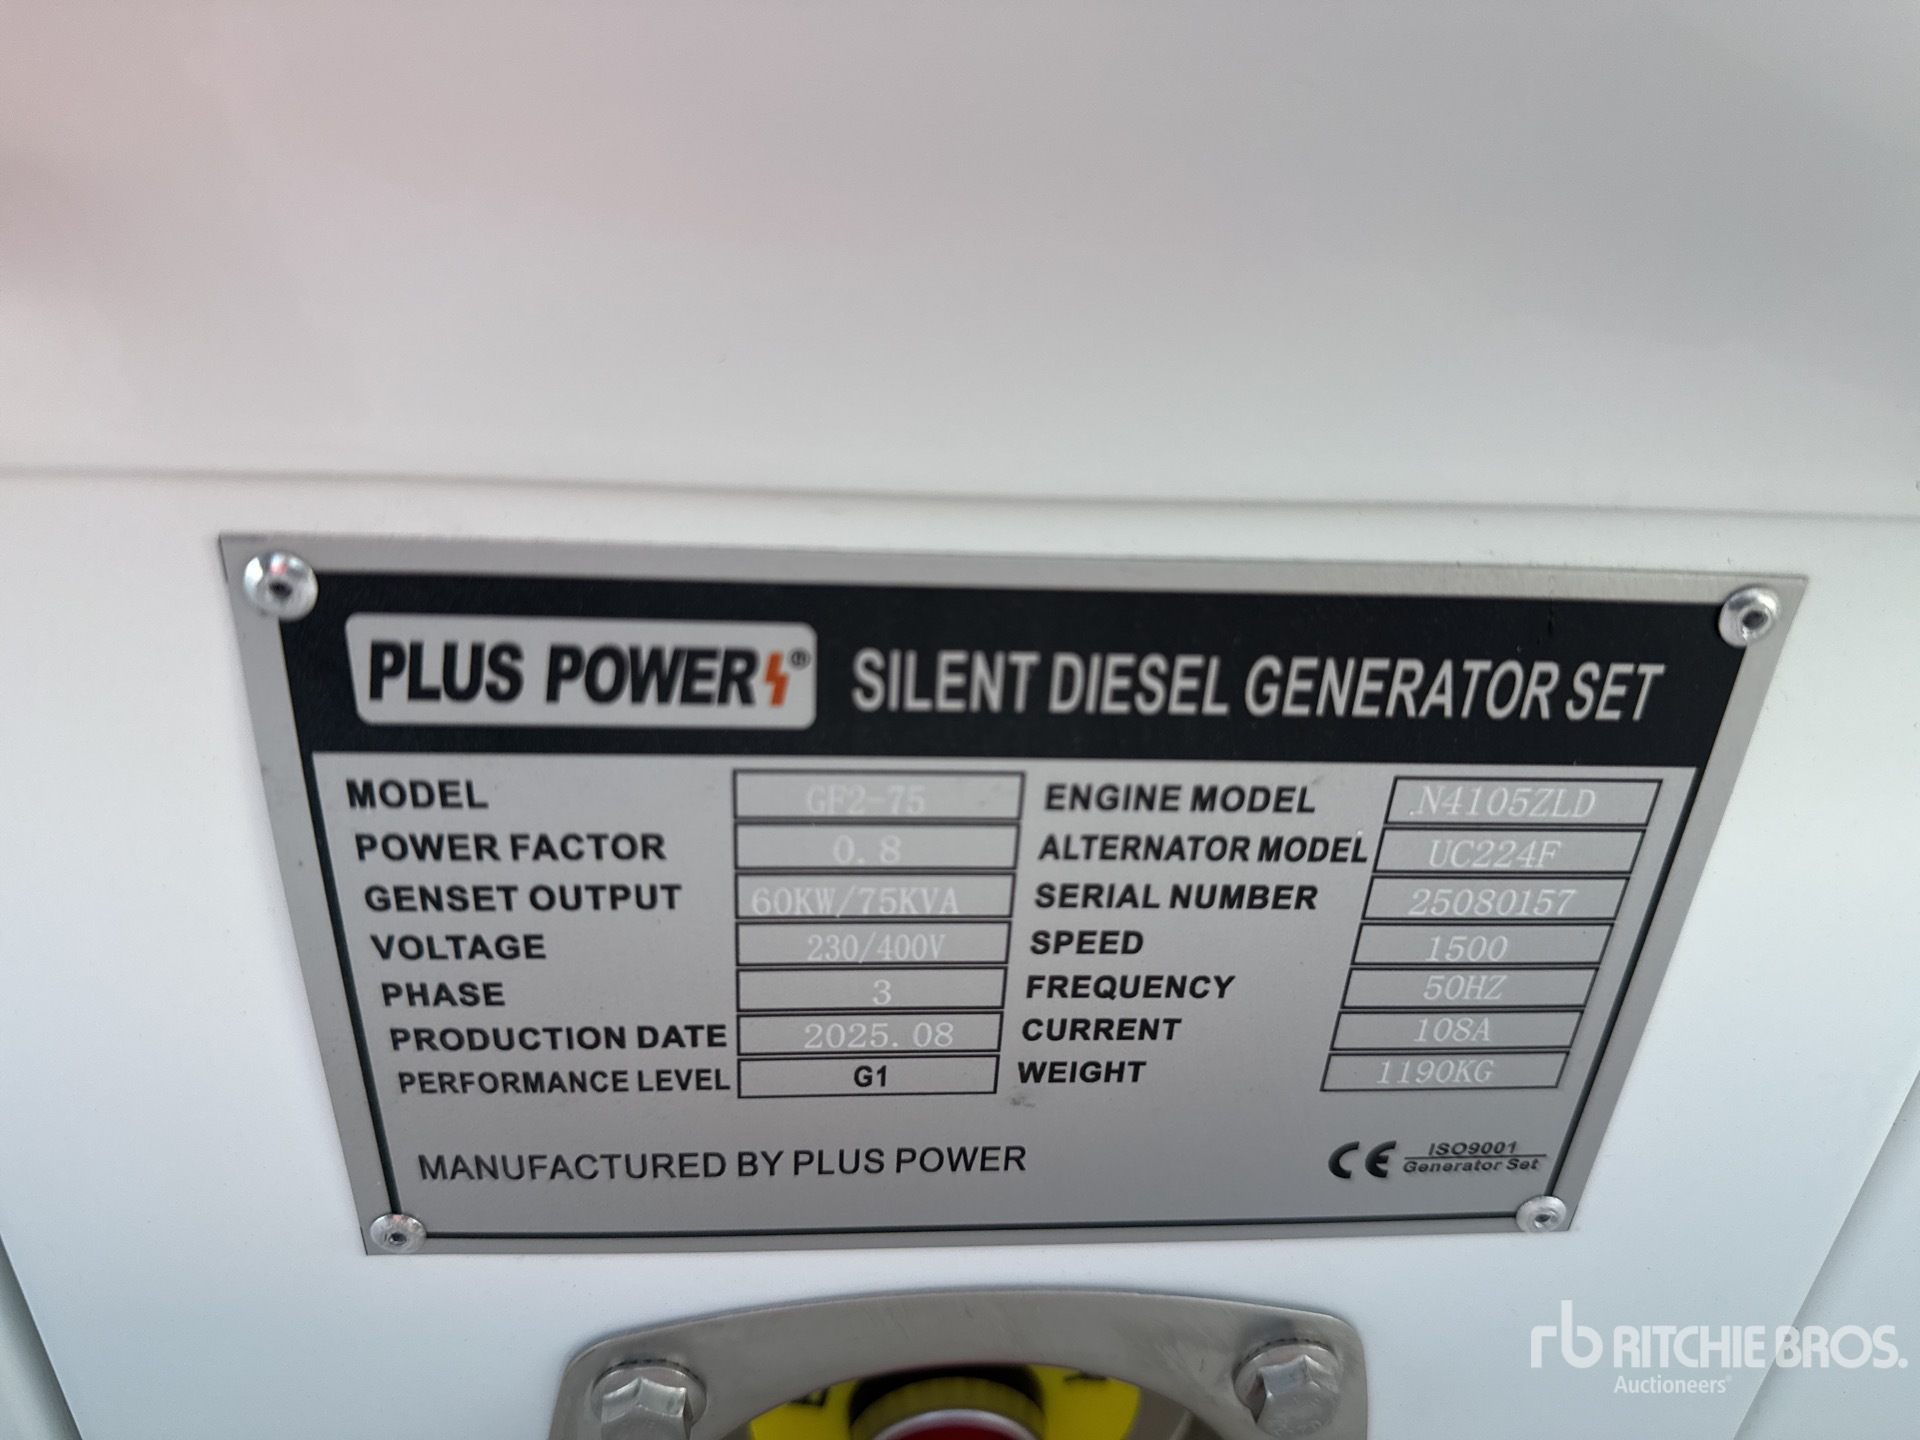 PLUS POWER ® SILENT DIESEL GENERATOR SET
MODEL GF2-75 ENGINE MODEL N4105ZLD
POWER FACTOR 0.8 ALTERNATOR MODEL UC224F
GENSET OUTPUT 60KW/75KVA SERIAL NUMBER 25080157
VOLTAGE 230/400V SPEED 1500
PHASE 3 FREQUENCY 50HZ
PRODUCTION DATE 2025.08 CURRENT 108A
PERFORMANCE LEVEL G1 WEIGHT 1190KG
MANUFACTURED BY PLUS POWER CE ISO9001
Generator Set
rb RITCHIE BROS.
Auctioneers